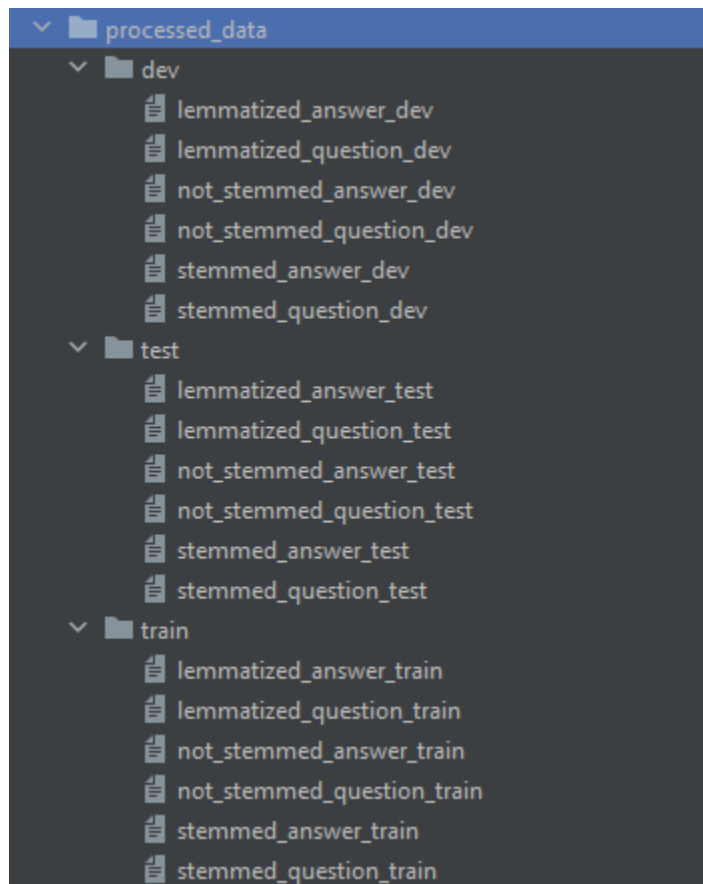 processed_data
dev
lemmatized_answer_dev
lemmatized_question_dev
not_stemmed_answer_dev
not_stemmed_question_dev
stemmed_answer_dev
stemmed_question_dev
test
lemmatized_answer_test
lemmatized_question_test
not_stemmed_answer_test
not_stemmed_question_test
stemmed_answer_test
stemmed_question_test
train
lemmatized_answer_train
lemmatized_question_train
not_stemmed_answer_train
not_stemmed_question_train
stemmed_answer_train
stemmed_question_train